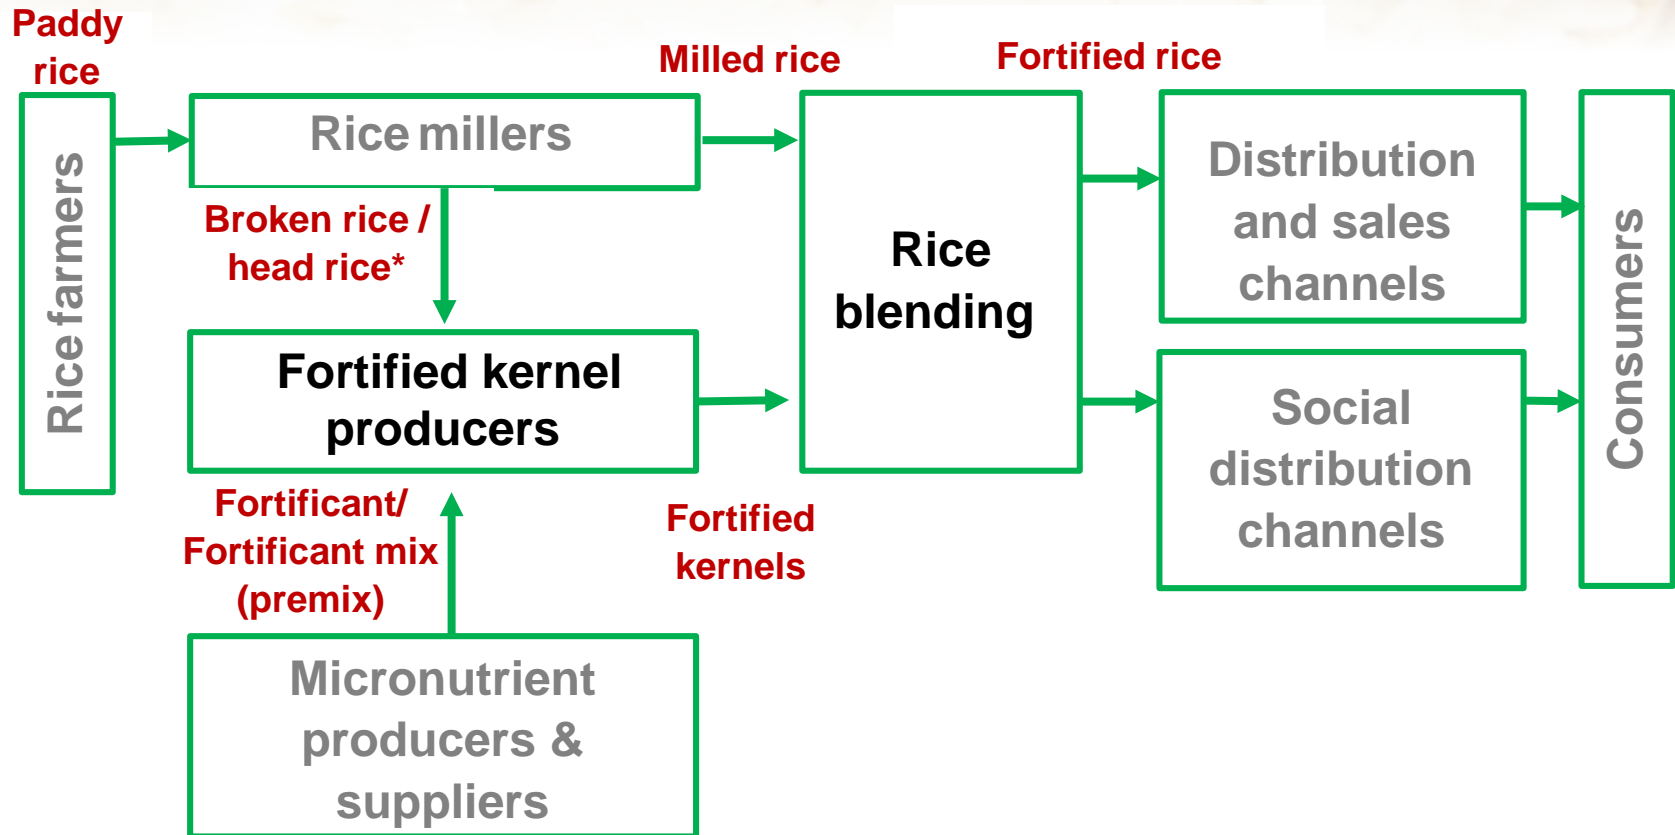 Paddy
rice
Milled rice
Fortified rice
Rice farmers
Rice millers
Broken rice /
head rice*
Fortified kernel
producers
Fortificant/
Fortificant mix
(premix)
Fortified
kernels
Micronutrient
producers &
suppliers
Rice
blending
Distribution
and sales
channels
Social
distribution
channels
Consumers